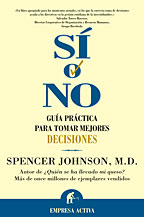 SÍ
O
NO
GUÍA PRÁCTICA
PARA TOMAR MEJORES
DECISIONES
SPENCER JOHNSON, M.D.
Autor de ¿Quién se ha llevado mi queso?
Más de once millones de ejemplares vendidos
EMPRESA ACTIVA